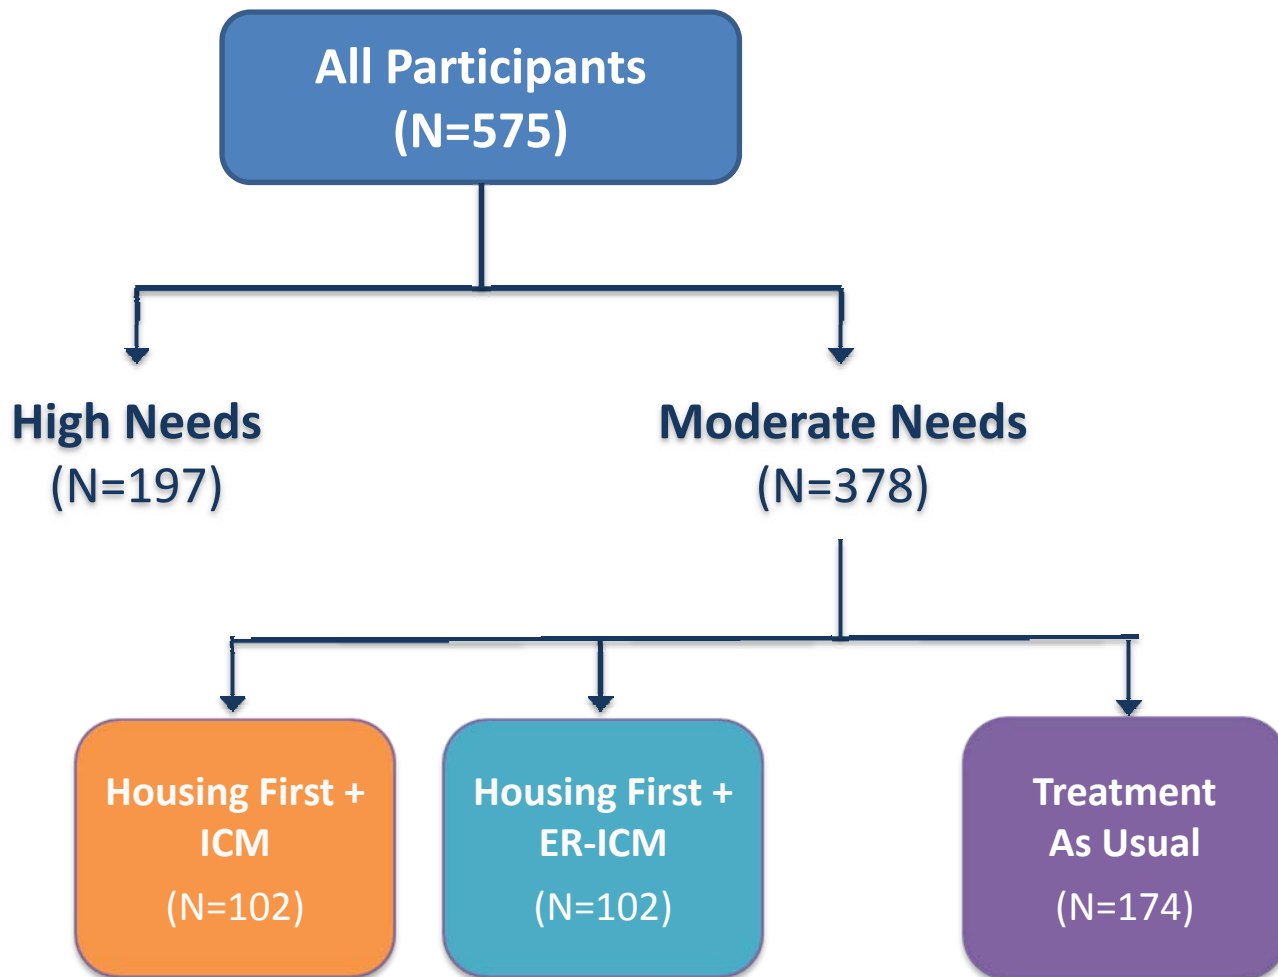 All Participants
(N=575)
High Needs
(N=197)
Moderate Needs
(N=378)
Housing First +
ICM
(N=102)
Housing First +
ER-ICM
(N=102)
Treatment
As Usual
(N=174)